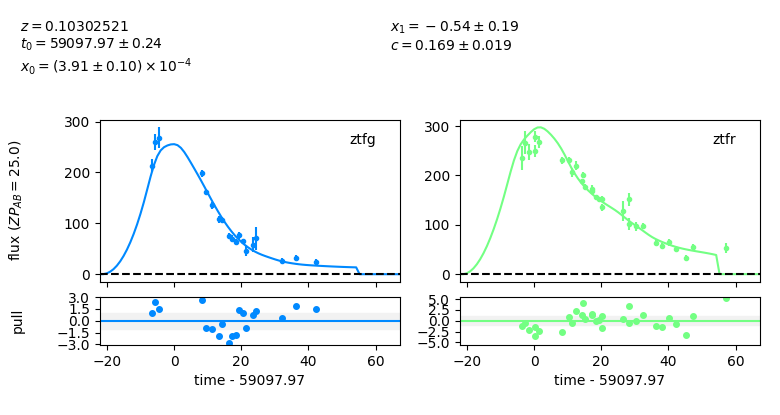 z = 0.10302521
t₀ = 59097.97 ± 0.24
x₀ = (3.91 ± 0.10) × 10⁻⁴
x₁ = −0.54 ± 0.19
c = 0.169 ± 0.019
flux (ZP_AB = 25.0)
300
200
100
0
ztfg
300
200
100
0
ztfr
pull
3.0
1.5
0.0
−1.5
−3.0
5.0
2.5
0.0
−2.5
−5.0
−20 0 20 40 60
−20 0 20 40 60
time - 59097.97
time - 59097.97